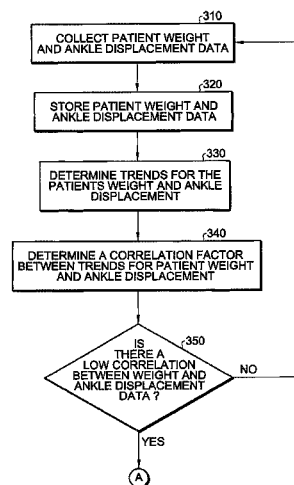 310
COLLECT PATIENT WEIGHT
AND ANKLE DISPLACEMENT DATA
320
STORE PATIENT WEIGHT AND
ANKLE DISPLACEMENT DATA
330
DETERMINE TRENDS FOR THE
PATIENTS WEIGHT AND ANKLE
DISPLACEMENT
340
DETERMINE A CORRELATION FACTOR
BETWEEN TRENDS FOR PATIENT WEIGHT
AND ANKLE DISPLACEMENT
350
IS
THERE A
LOW CORRELATION
BETWEEN WEIGHT AND
ANKLE DISPLACEMENT
DATA ?
NO
YES
A